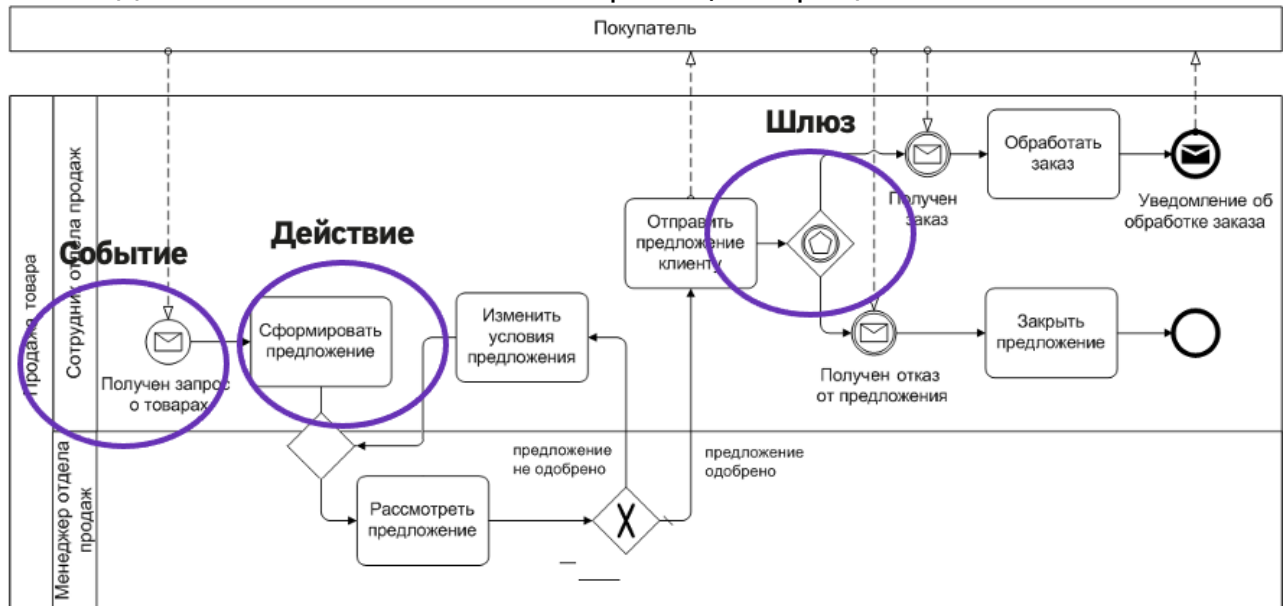 Покупатель
Продажа товара
Сотрудник отдела продаж
Менеджер отдела
продаж
Событие
Действие
Шлюз
Получен запрос
о товарах
Сформировать
предложение
Изменить
условия
предложения
Отправить
предложение
клиенту
Получен
заказ
Обработать
заказ
Уведомление об
обработке заказа
Получен отказ
от предложения
Закрыть
предложение
предложение
не одобрено
предложение
одобрено
Рассмотреть
предложение